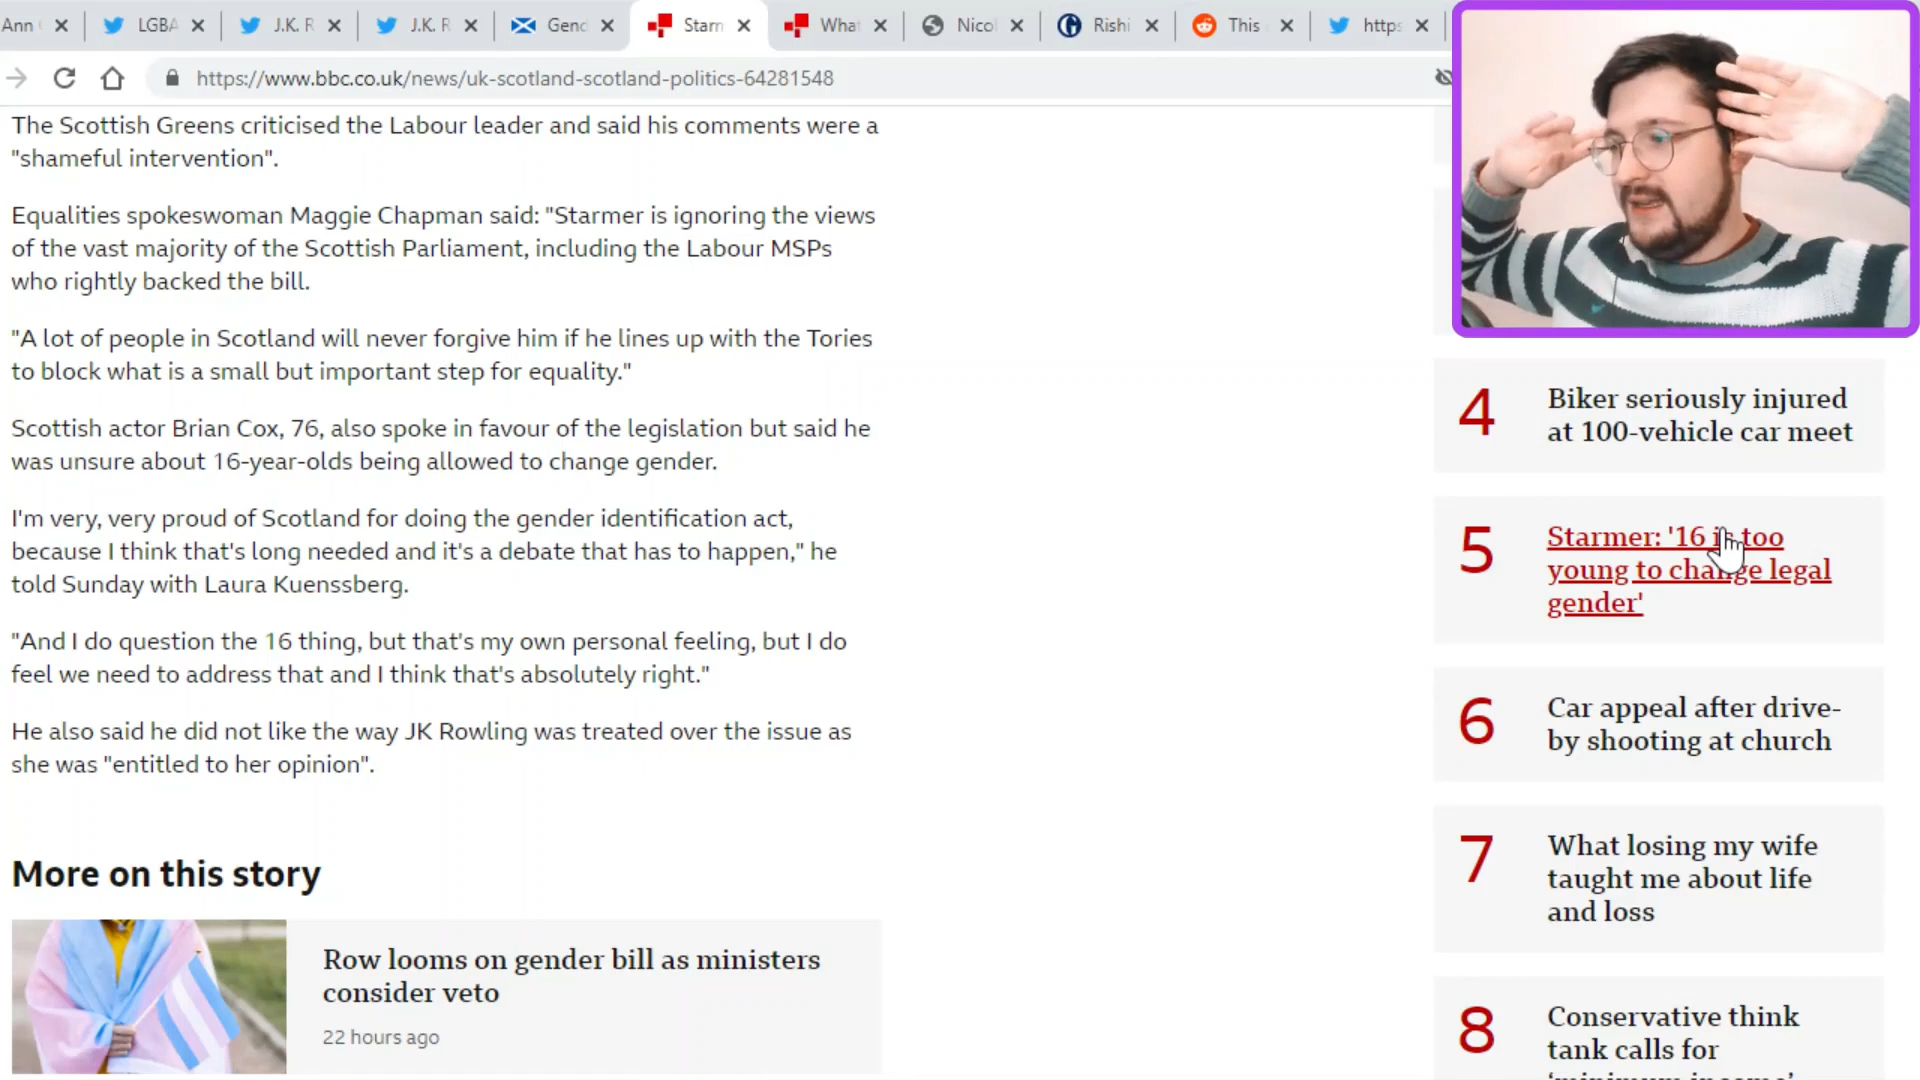 Ann
LGBA
J.K. R
J.K. R
Gend
Starm
What
Nicol
Rishi
This
https
https://www.bbc.co.uk/news/uk-scotland-scotland-politics-64281548
The Scottish Greens criticised the Labour leader and said his comments were a
"shameful intervention".
Equalities spokeswoman Maggie Chapman said: "Starmer is ignoring the views
of the vast majority of the Scottish Parliament, including the Labour MSPs
who rightly backed the bill.
"A lot of people in Scotland will never forgive him if he lines up with the Tories
to block what is a small but important step for equality."
Scottish actor Brian Cox, 76, also spoke in favour of the legislation but said he
was unsure about 16-year-olds being allowed to change gender.
I'm very, very proud of Scotland for doing the gender identification act,
because I think that's long needed and it's a debate that has to happen," he
told Sunday with Laura Kuenssberg.
"And I do question the 16 thing, but that's my own personal feeling, but I do
feel we need to address that and I think that's absolutely right."
He also said he did not like the way JK Rowling was treated over the issue as
she was "entitled to her opinion".
More on this story
Row looms on gender bill as ministers
consider veto
22 hours ago
4
Biker seriously injured
at 100-vehicle car meet
5
Starmer: '16 is too
young to change legal
gender'
6
Car appeal after drive-
by shooting at church
7
What losing my wife
taught me about life
and loss
8
Conservative think
tank calls for
'minimum income'